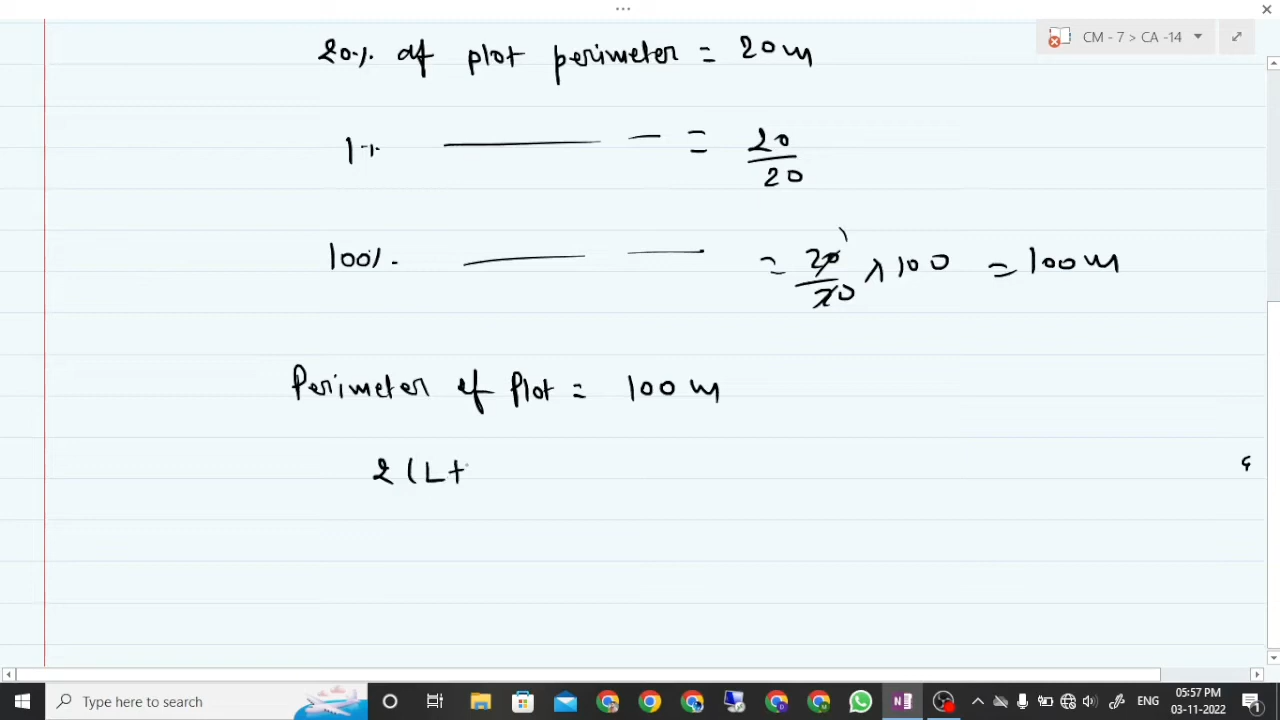 CM - 7 > CA -14
20% of plot perimeter = 20 m
1% ——— — = 20/20
100% ——— — = 20/20 x 100 = 100 m
Perimeter of Plot = 100 m
2 (L+
Type here to search
ENG
05:57 PM
03-11-2022
1